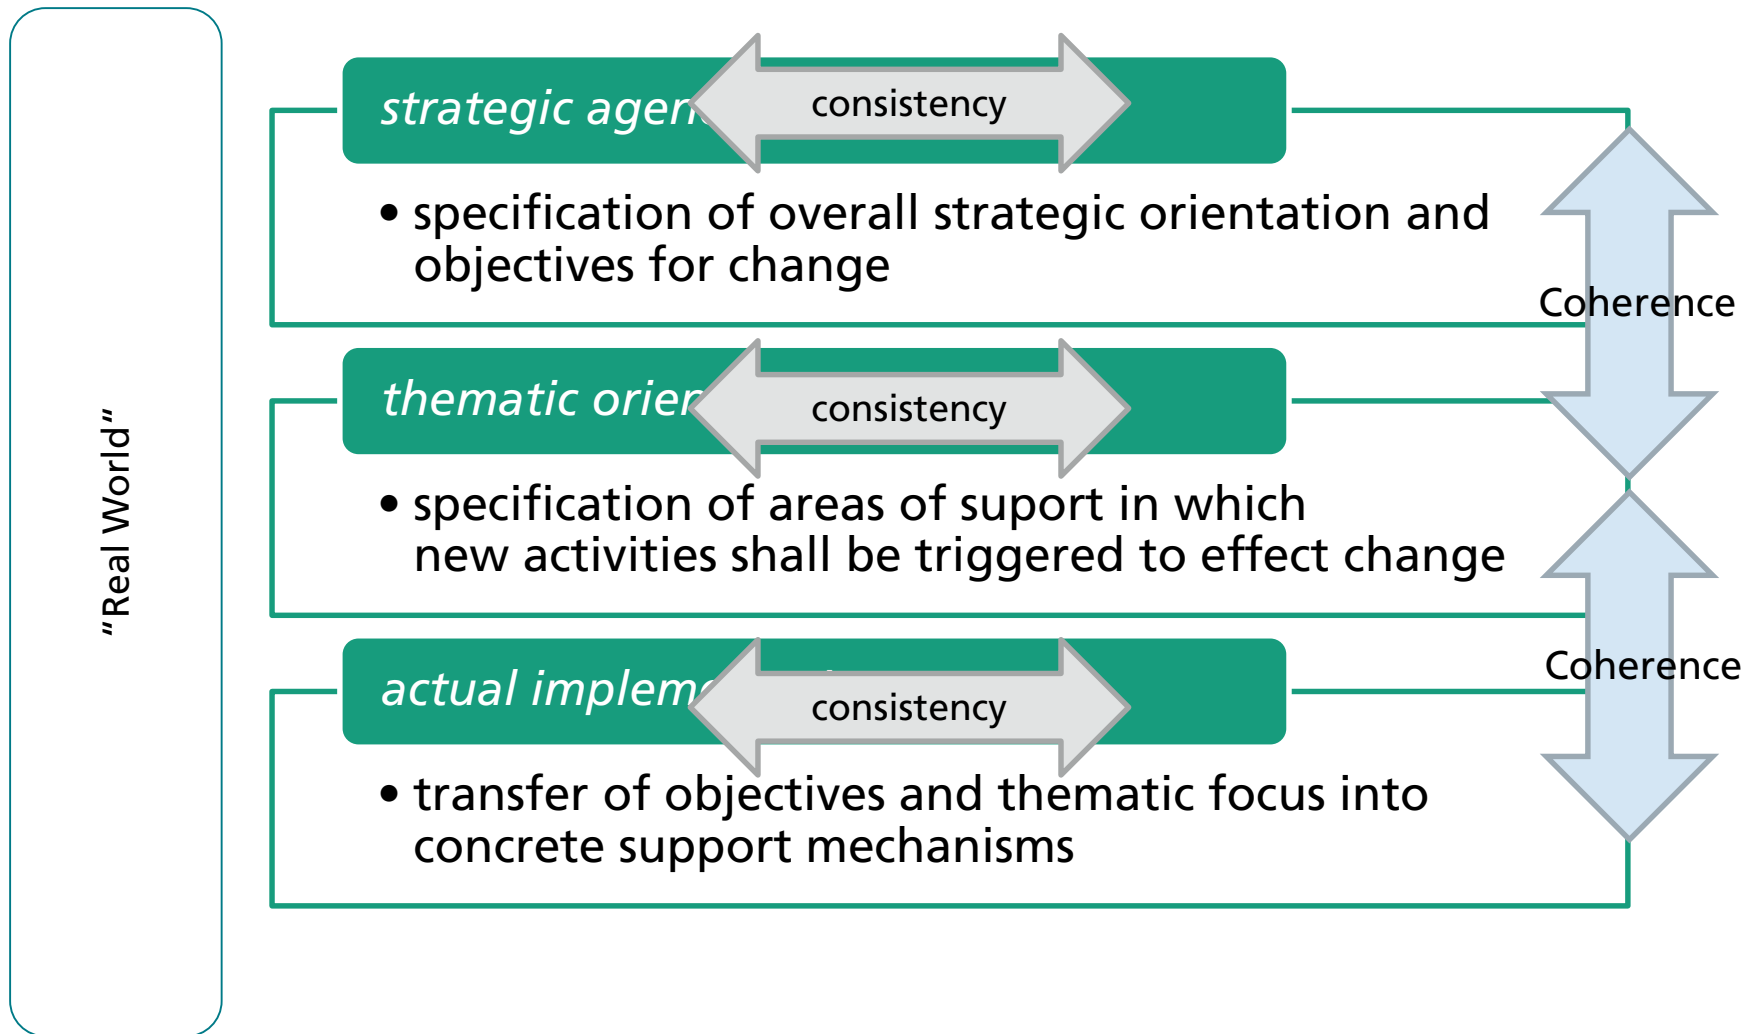 "Real World"
strategic agen
consistency
• specification of overall strategic orientation and
objectives for change
Coherence
thematic orien
consistency
• specification of areas of suport in which
new activities shall be triggered to effect change
Coherence
actual impleme
consistency
• transfer of objectives and thematic focus into
concrete support mechanisms